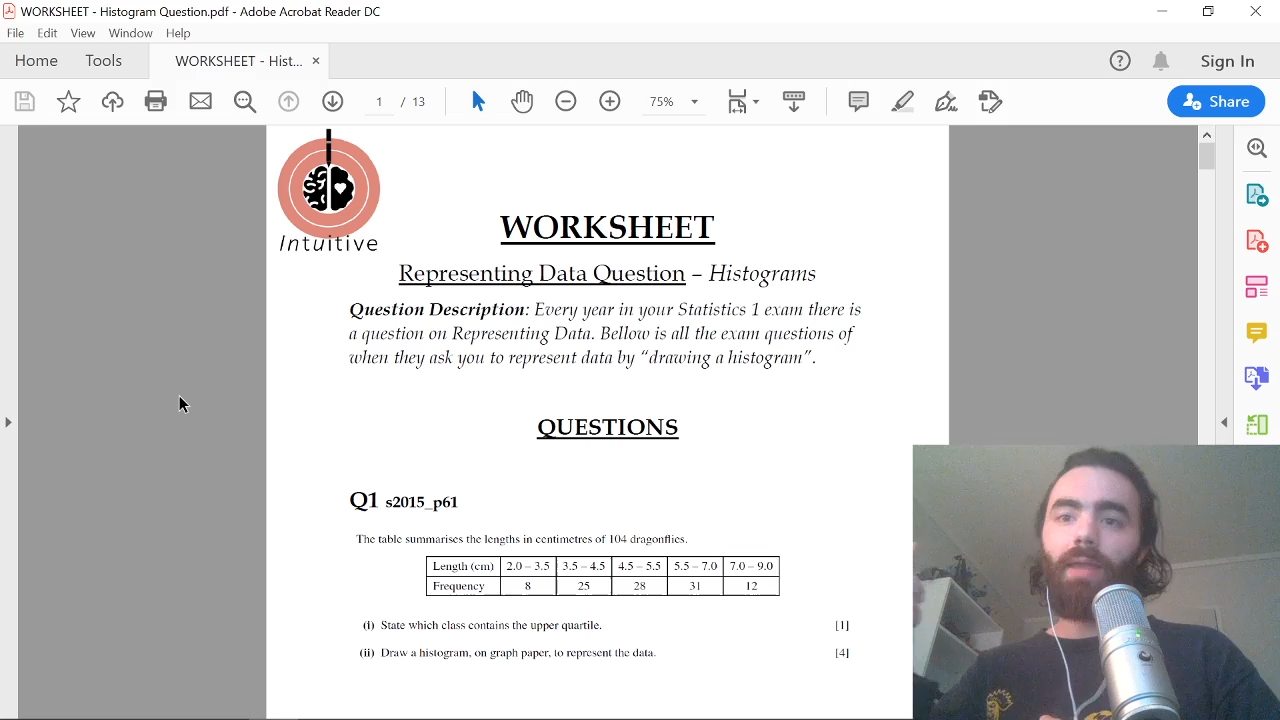 WORKSHEET - Histogram Question.pdf - Adobe Acrobat Reader DC
File Edit View Window Help
Home Tools WORKSHEET - Hist... × Sign In
1 / 13 75% Share
Intuitive
WORKSHEET
Representing Data Question – Histograms
Question Description: Every year in your Statistics 1 exam there is
a question on Representing Data. Bellow is all the exam questions of
when they ask you to represent data by “drawing a histogram”.
QUESTIONS
Q1 s2015_p61
The table summarises the lengths in centimetres of 104 dragonflies.
Length (cm) 2.0 – 3.5 3.5 – 4.5 4.5 – 5.5 5.5 – 7.0 7.0 – 9.0
Frequency 8 25 28 31 12
(i) State which class contains the upper quartile. [1]
(ii) Draw a histogram, on graph paper, to represent the data. [4]